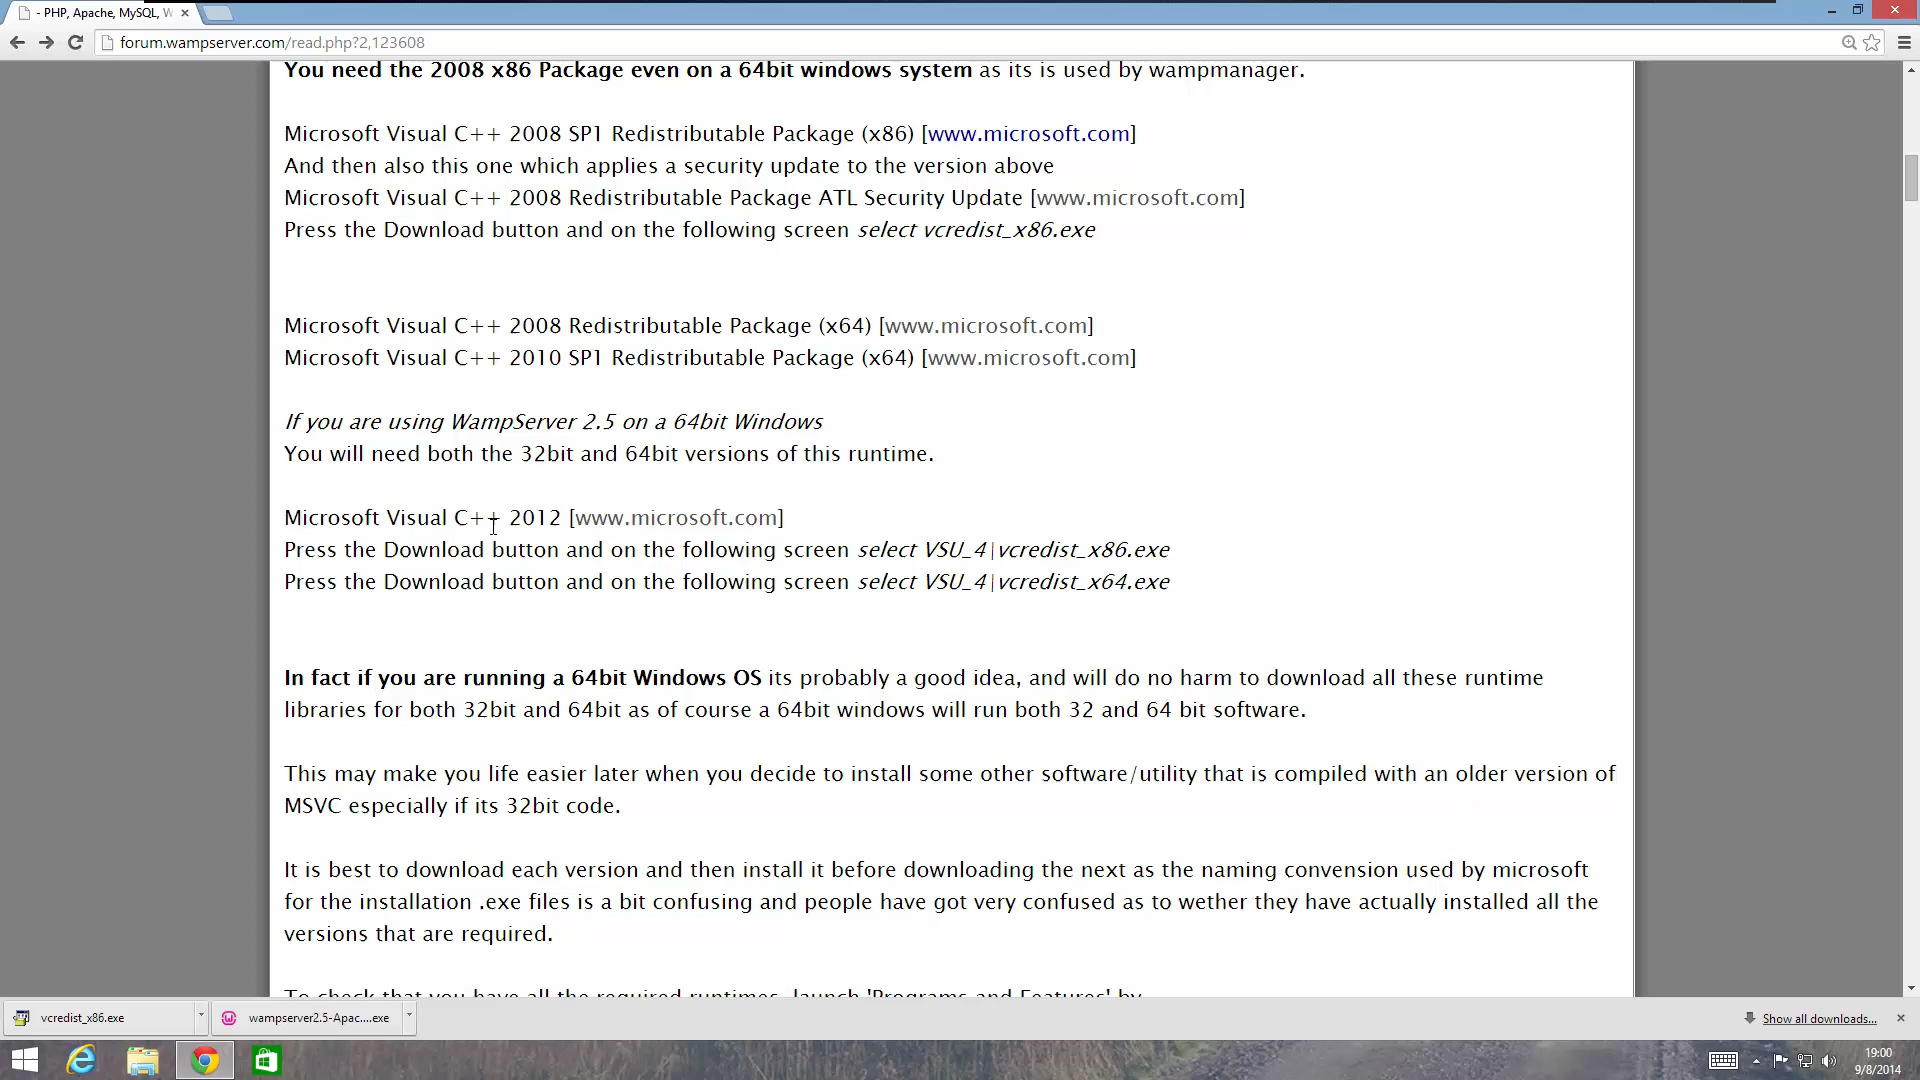 - PHP, Apache, MySQL, W
forum.wampserver.com/read.php?2,123608
You need the 2008 x86 Package even on a 64bit windows system as its is used by wampmanager.
Microsoft Visual C++ 2008 SP1 Redistributable Package (x86) [www.microsoft.com]
And then also this one which applies a security update to the version above
Microsoft Visual C++ 2008 Redistributable Package ATL Security Update [www.microsoft.com]
Press the Download button and on the following screen select vcredist_x86.exe
Microsoft Visual C++ 2008 Redistributable Package (x64) [www.microsoft.com]
Microsoft Visual C++ 2010 SP1 Redistributable Package (x64) [www.microsoft.com]
If you are using WampServer 2.5 on a 64bit Windows
You will need both the 32bit and 64bit versions of this runtime.
Microsoft Visual C++ 2012 [www.microsoft.com]
Press the Download button and on the following screen select VSU_4|vcredist_x86.exe
Press the Download button and on the following screen select VSU_4|vcredist_x64.exe
In fact if you are running a 64bit Windows OS its probably a good idea, and will do no harm to download all these runtime
libraries for both 32bit and 64bit as of course a 64bit windows will run both 32 and 64 bit software.
This may make you life easier later when you decide to install some other software/utility that is compiled with an older version of
MSVC especially if its 32bit code.
It is best to download each version and then install it before downloading the next as the naming convension used by microsoft
for the installation .exe files is a bit confusing and people have got very confused as to wether they have actually installed all the
versions that are required.
To check that you have all the required runtimes, launch 'Programs and Features' by
vcredist_x86.exe
wampserver2.5-Apac....exe
Show all downloads...
19:00
9/8/2014